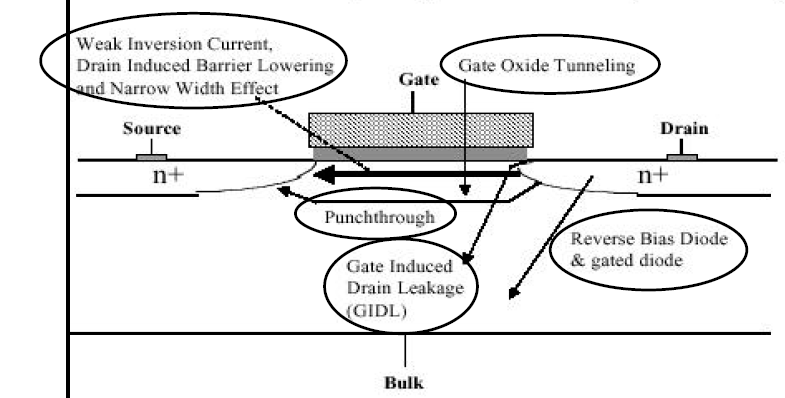 Weak Inversion Current,
Drain Induced Barrier Lowering
and Narrow Width Effect
Gate Oxide Tunneling
Gate
Source
Drain
n+
n+
Punchthrough
Reverse Bias Diode
& gated diode
Gate Induced
Drain Leakage
(GIDL)
Bulk